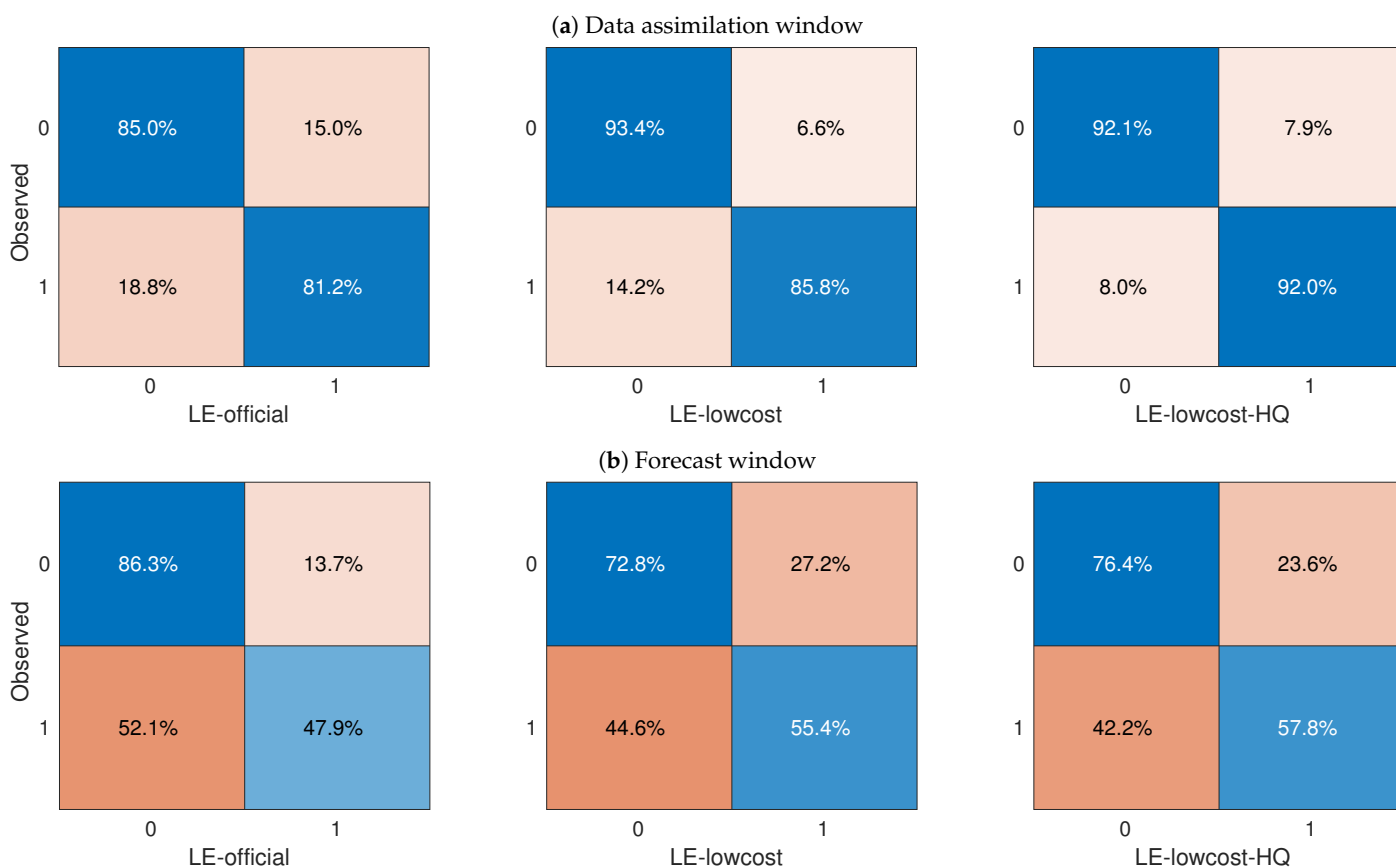 (a) Data assimilation window
0 85.0% 15.0% 0 93.4% 6.6% 0 92.1% 7.9%
Observed
1 18.8% 81.2% 1 14.2% 85.8% 1 8.0% 92.0%
0 1 0 1 0 1
LE-official LE-lowcost LE-lowcost-HQ
(b) Forecast window
0 86.3% 13.7% 0 72.8% 27.2% 0 76.4% 23.6%
Observed
1 52.1% 47.9% 1 44.6% 55.4% 1 42.2% 57.8%
0 1 0 1 0 1
LE-official LE-lowcost LE-lowcost-HQ